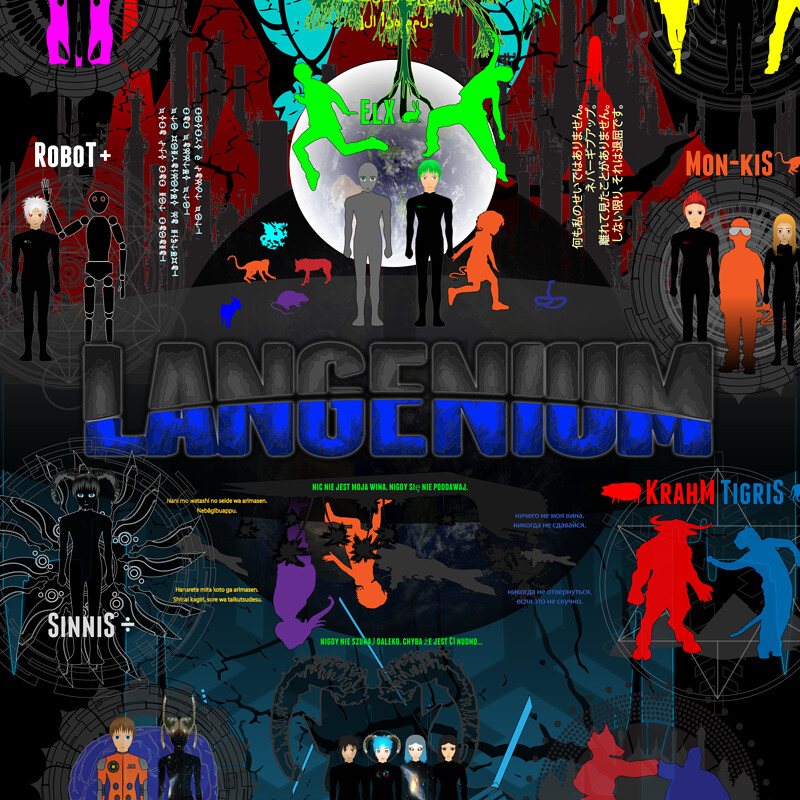 إلا أنه ممل.
ELX
ROBOT+
MON-KIS
何も私のせいではありません。
ネバーギブアップ。
離れて見たことがありません。
しない限り、それは退屈です。
LANGENIUM
NIC NIE JEST MOJA WINA, NIGDY SIĘ NIE PODDAWAJ.
Nani mo watashi no seide wa arimasen.
Nebāgibuappu.
ничего не моя вина.
никогда не сдавайся.
KRAHM TIGRIS
Hanarete mita koto ga arimasen.
Shinai kagiri, sore wa taikutsudesu.
никогда не отвернуться.
если это не скучно.
SINNIS ÷
NIGDY NIE SZUKAJ DALEKO, CHYBA ŻE JEST CI NUDNO...